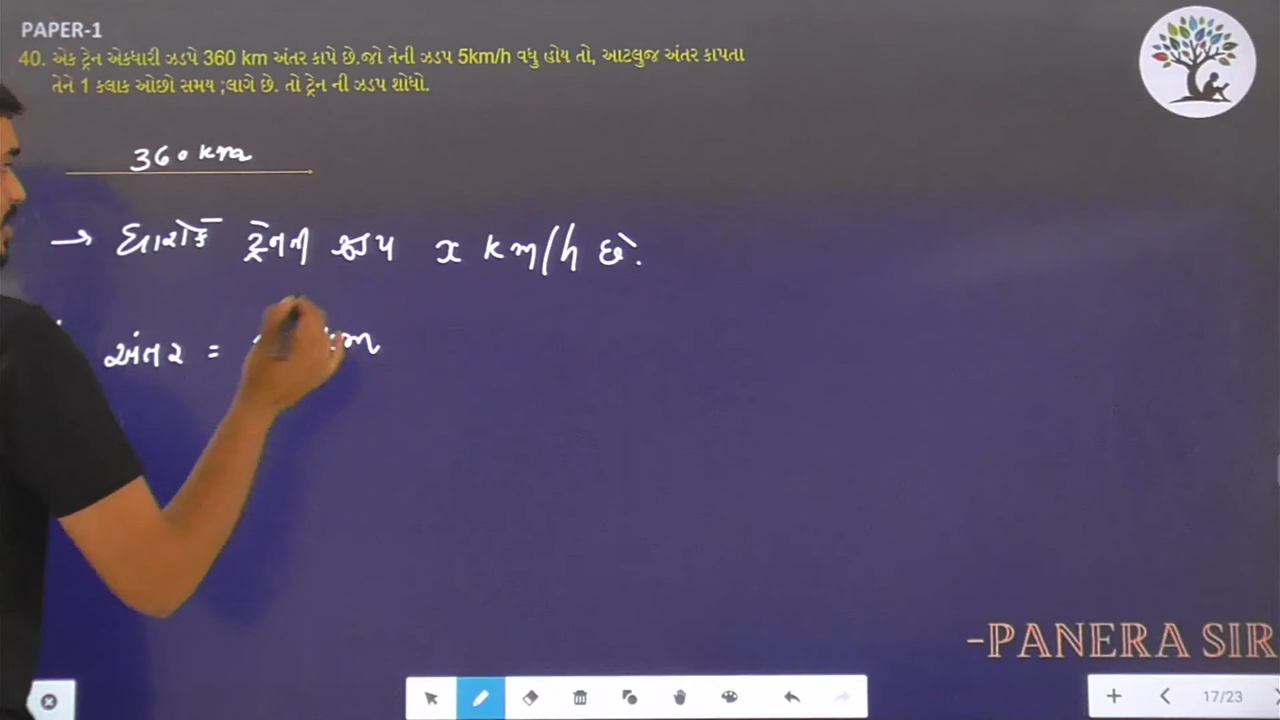 PAPER-1
40. એક ટ્રેન એકધારી ઝડપે 360 km અંતર કાપે છે.જો તેની ઝડપ 5km/h વધુ હોય તો, આટલુજ અંતર કાપતા
તેને 1 કલાક ઓછો સમય ;લાગે છે. તો ટ્રેન ની ઝડપ શોધો.
360 km
→ ધારોકે ટ્રેનની ઝડપ x km/h છે.
અંતર =
-PANERA SIR
17/23